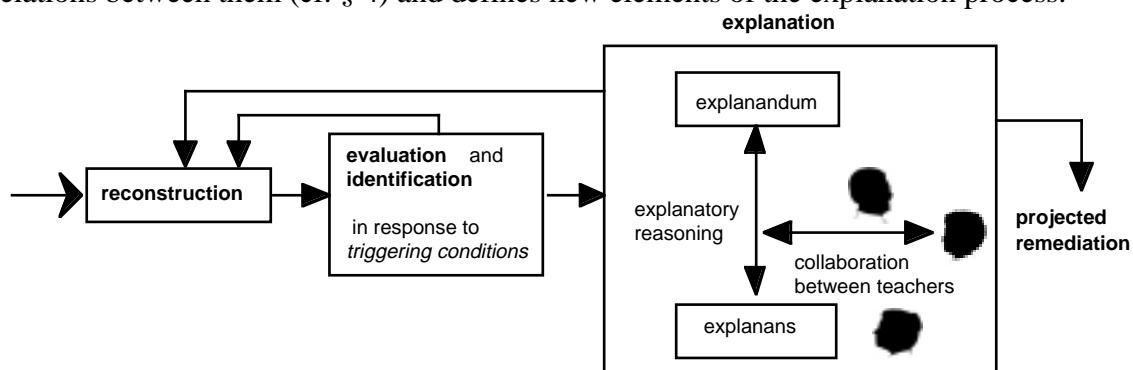 elations between them (cf. § 4) and defines new elements of the explanation process.
explanation
explanandum
evaluation and
identification
in response to
triggering conditions
reconstruction
explanatory
reasoning
collaboration
between teachers
explanans
projected
remediation